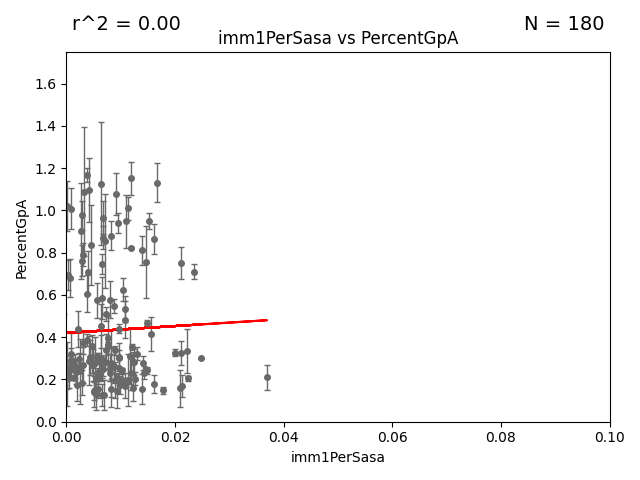 r^2 = 0.00
N = 180
imm1PerSasa vs PercentGpA
1.6
1.4
1.2
1.0
0.8
0.6
0.4
0.2
0.0
PercentGpA
0.00 0.02 0.04 0.06 0.08 0.10
imm1PerSasa